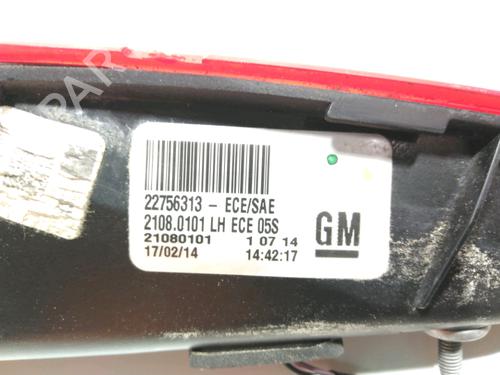 22756313 - ECE/SAE
2108.0101 LH ECE 05S
21080101 1 07 14
17/02/14 14:42:17
GM